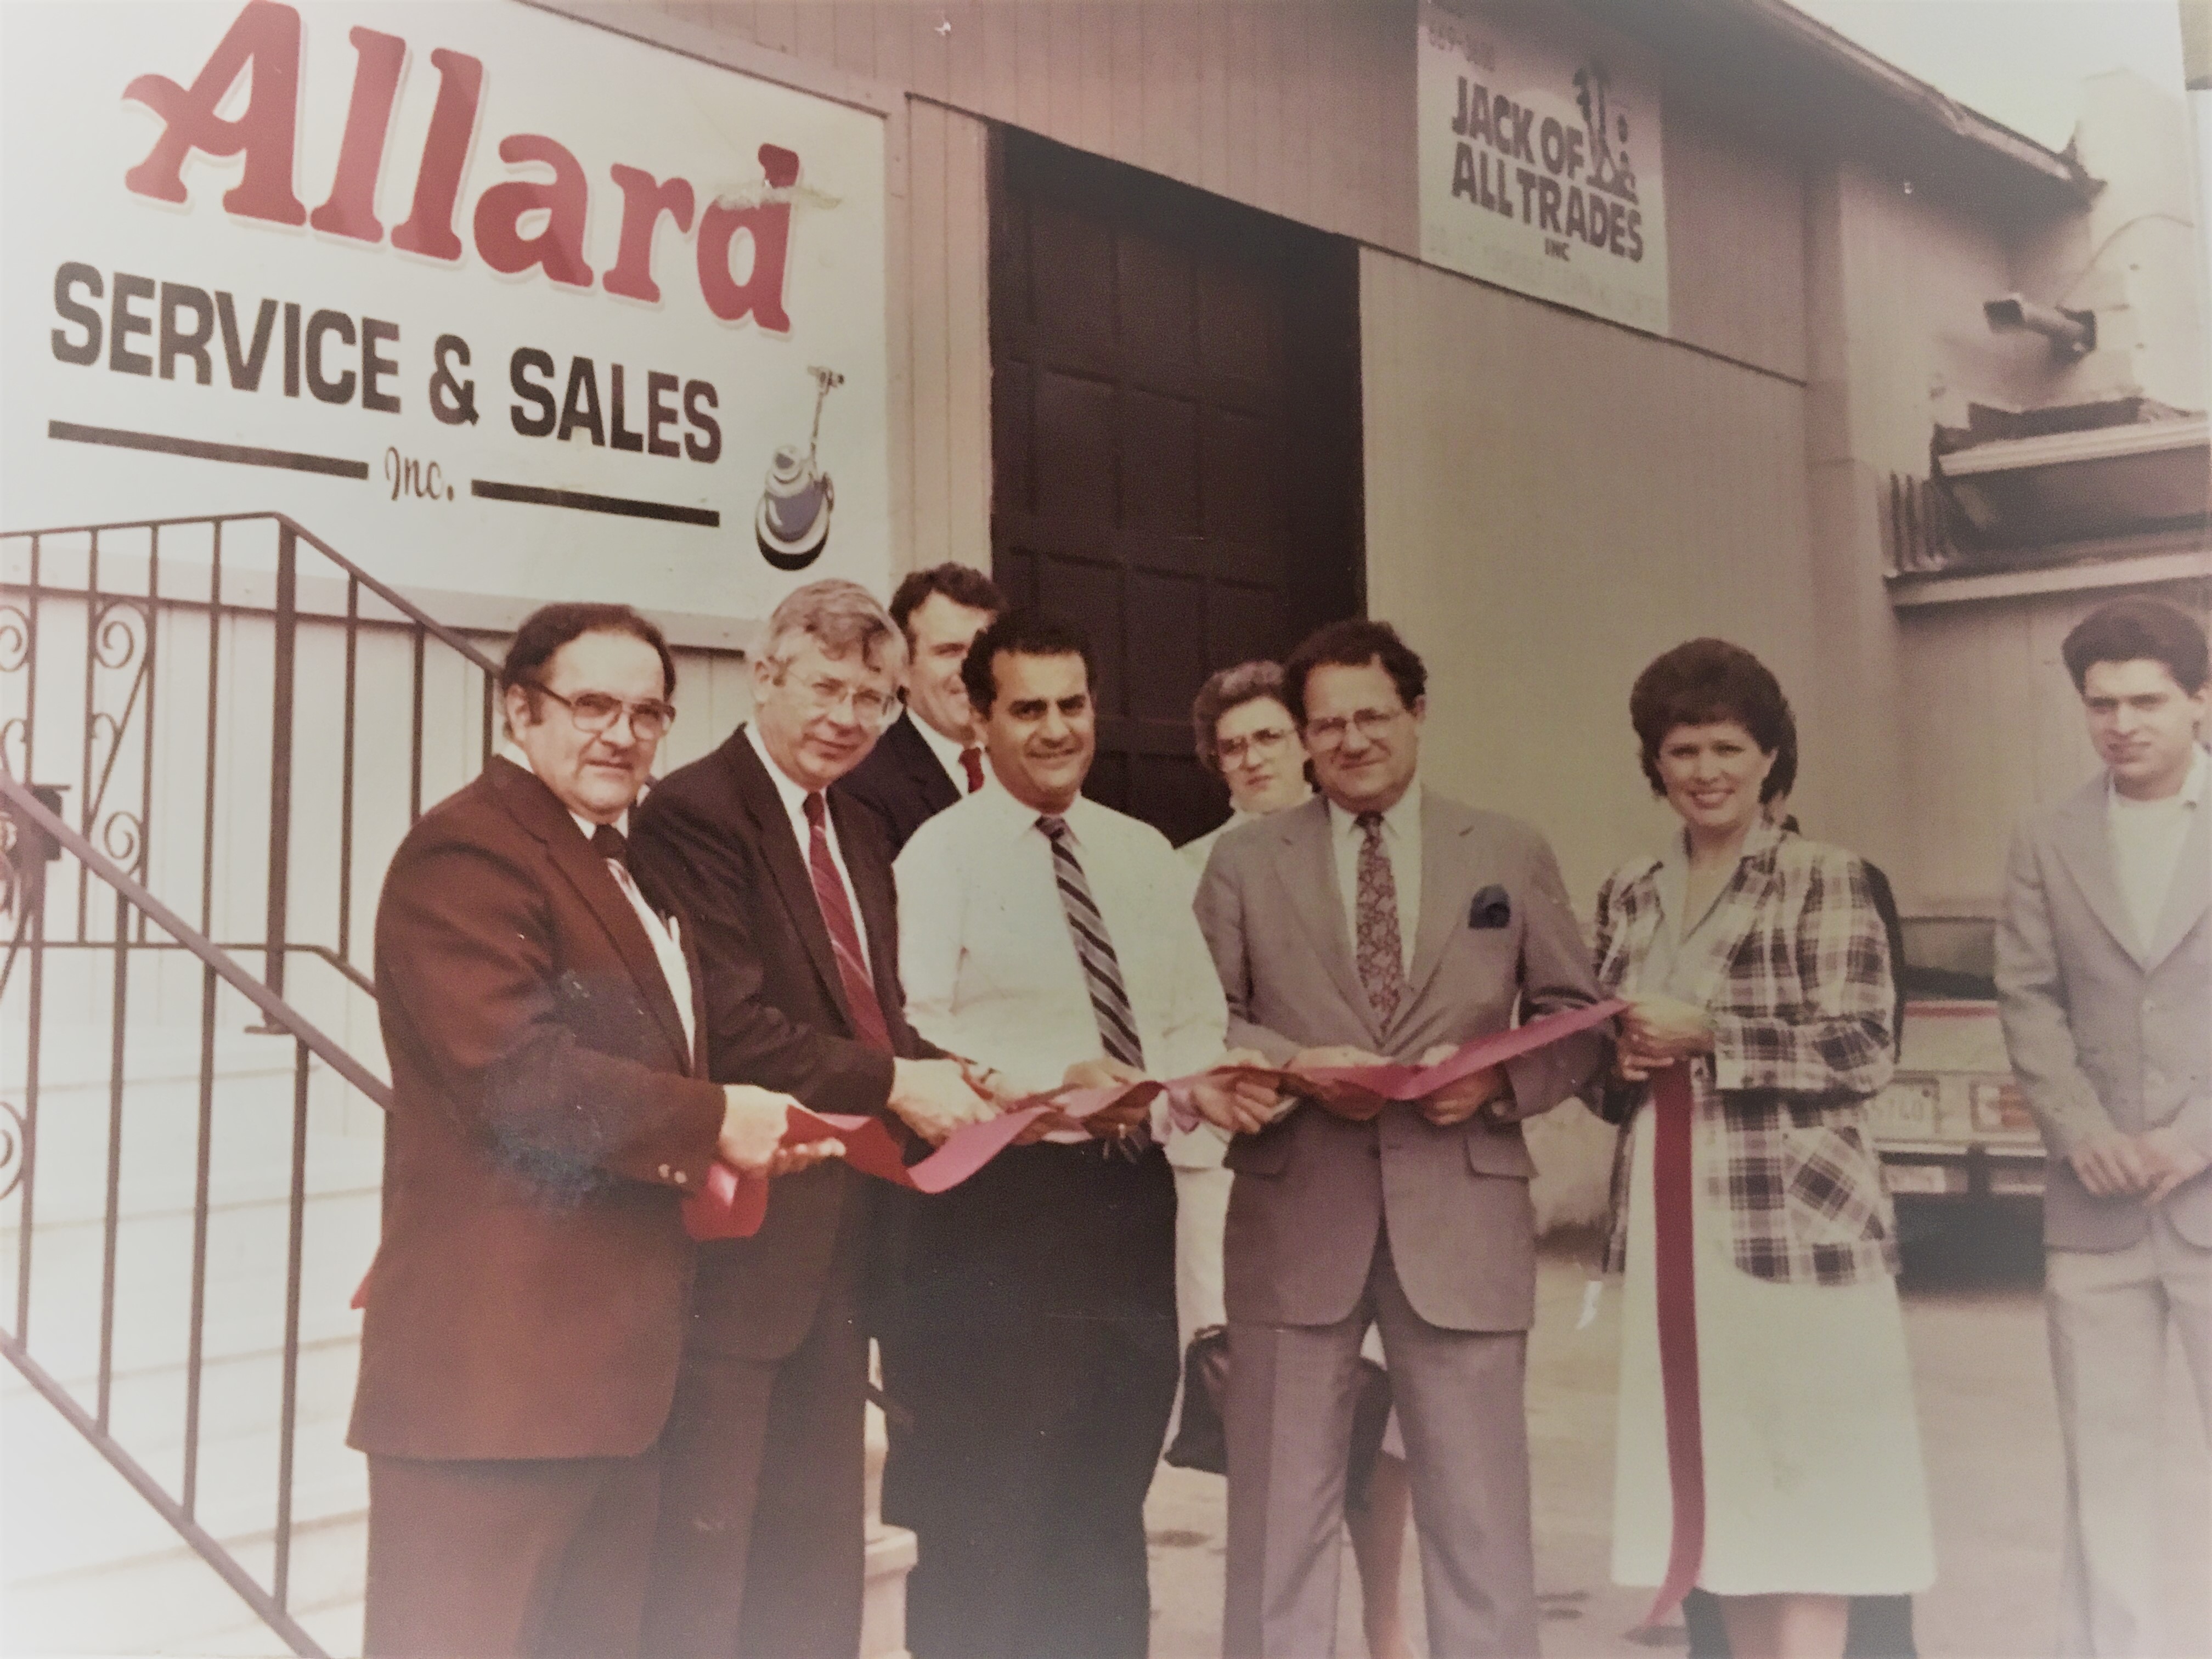 Allard
SERVICE & SALES
Inc.
JACK OF
ALL TRADES
INC